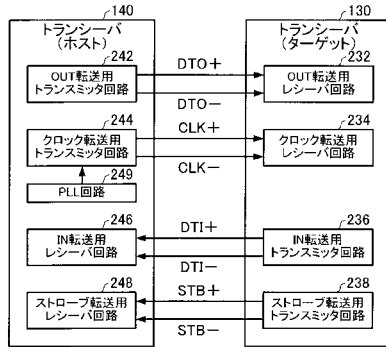 140
130
トランシーバ
(ホスト)
トランシーバ
(ターゲット)
242
OUT転送用
トランスミッタ回路
DTO+
DTO−
232
OUT転送用
レシーバ回路
244
クロック転送用
トランスミッタ回路
CLK+
CLK−
234
クロック転送用
レシーバ回路
249
PLL回路
246
IN転送用
レシーバ回路
DTI+
DTI−
236
IN転送用
トランスミッタ回路
248
ストローブ転送用
レシーバ回路
STB+
STB−
238
ストローブ転送用
トランスミッタ回路